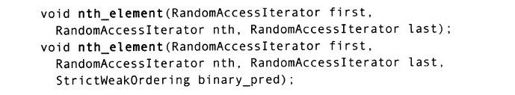 void nth_element(RandomAccessIterator first,
RandomAccessIterator nth, RandomAccessIterator last);
void nth_element(RandomAccessIterator first,
RandomAccessIterator nth, RandomAccessIterator last,
StrictWeakOrdering binary_pred);